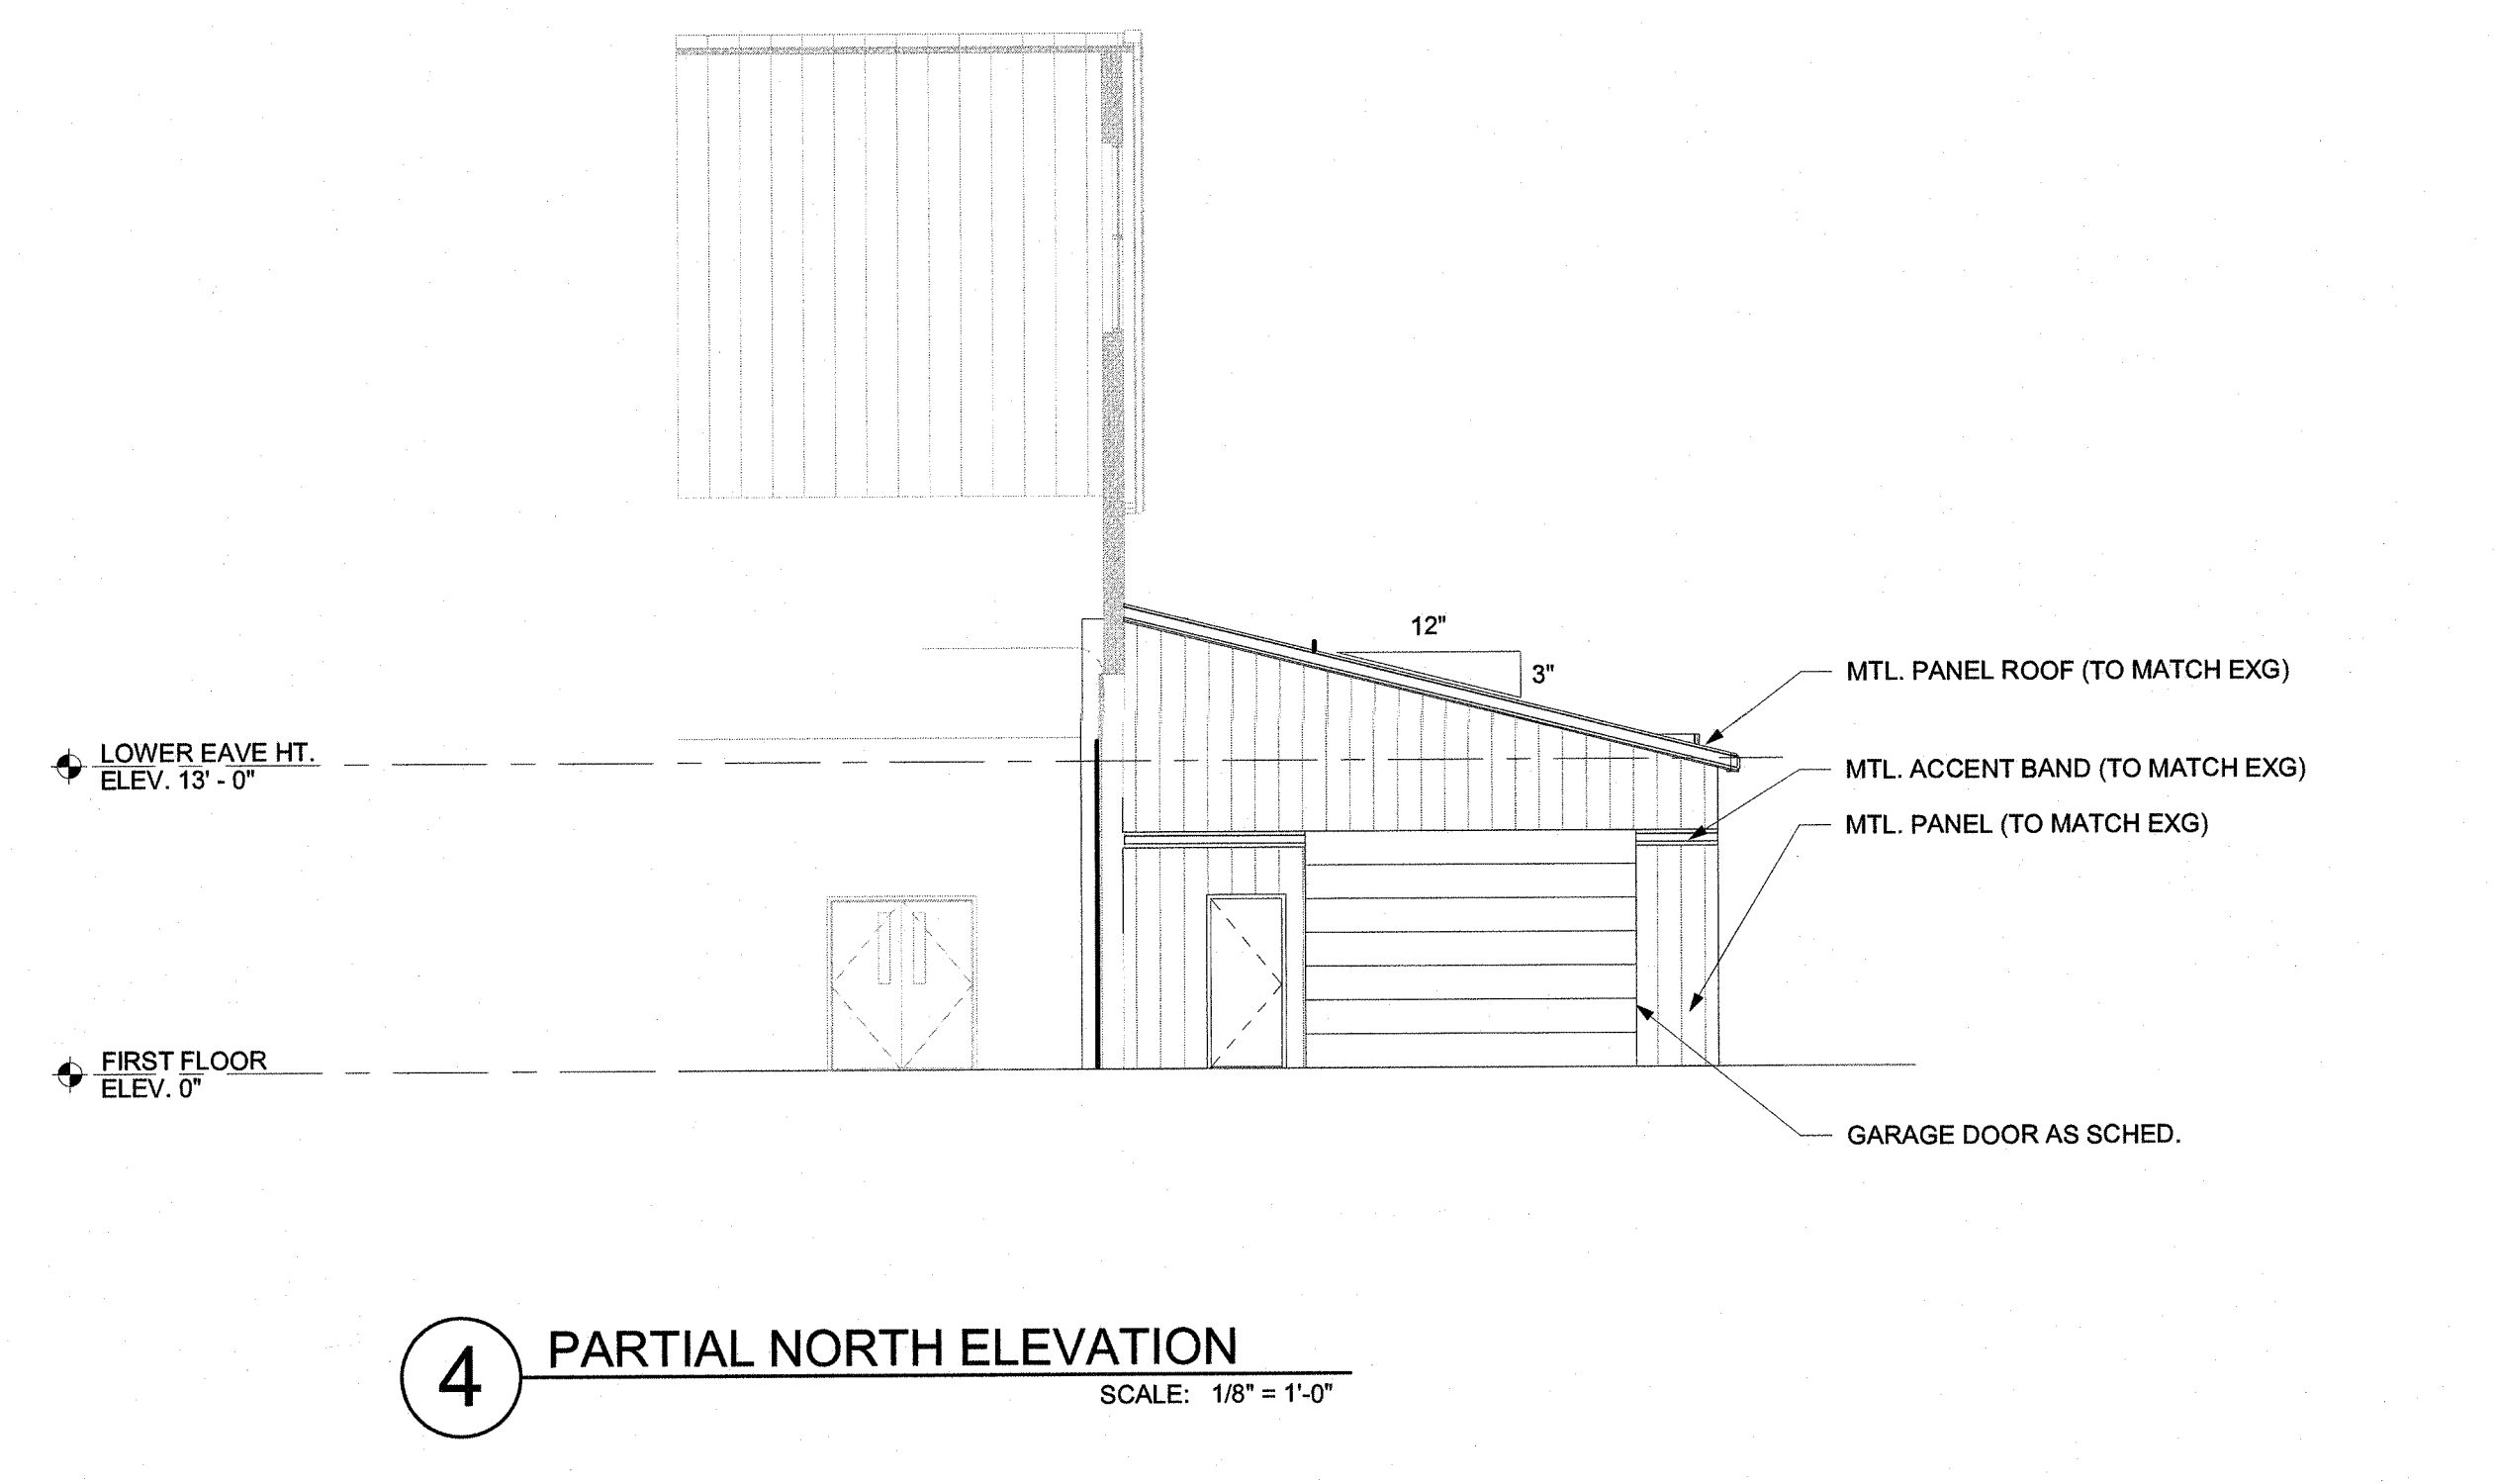 12"
3"
MTL. PANEL ROOF (TO MATCH EXG)
LOWER EAVE HT.
ELEV. 13' - 0"
MTL. ACCENT BAND (TO MATCH EXG)
MTL. PANEL (TO MATCH EXG)
FIRST FLOOR
ELEV. 0"
GARAGE DOOR AS SCHED.
4
PARTIAL NORTH ELEVATION
SCALE: 1/8" = 1'-0"